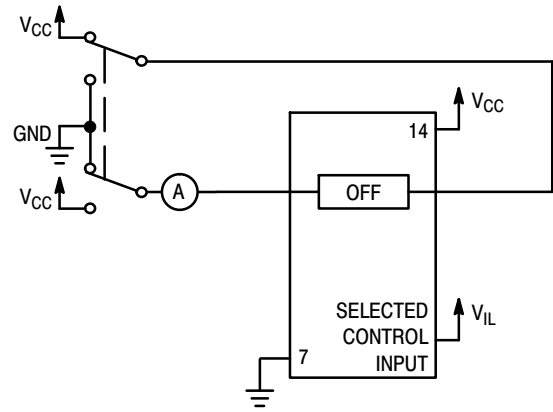 VCC
VCC
14
GND
VCC
A
OFF
SELECTED
CONTROL
INPUT
VIL
7